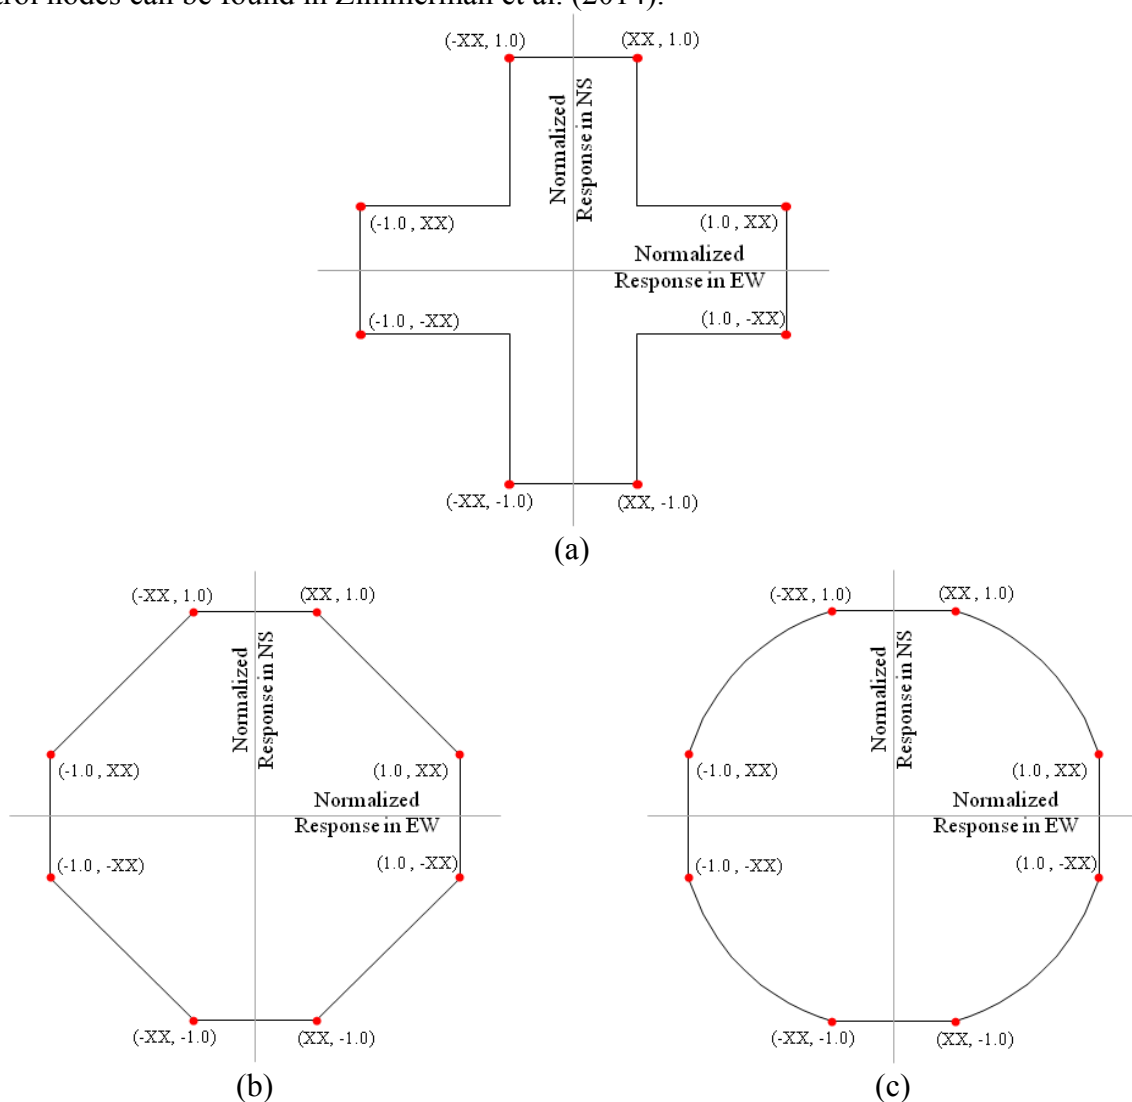 trol nodes can be found in Zimmerman et al. (2014).
(-XX, 1.0) (XX, 1.0)
Normalized
Response in NS
(-1.0, XX) (1.0, XX)
Normalized
Response in EW
(-1.0, -XX) (1.0, -XX)
(-XX, -1.0) (XX, -1.0)
(a)
(-XX, 1.0) (XX, 1.0)
Normalized
Response in NS
(-1.0, XX) (1.0, XX)
Normalized
Response in EW
(-1.0, -XX) (1.0, -XX)
(-XX, -1.0) (XX, -1.0)
(b)
(-XX, 1.0) (XX, 1.0)
Normalized
Response in NS
(-1.0, XX) (1.0, XX)
Normalized
Response in EW
(-1.0, -XX) (1.0, -XX)
(-XX, -1.0) (XX, -1.0)
(c)